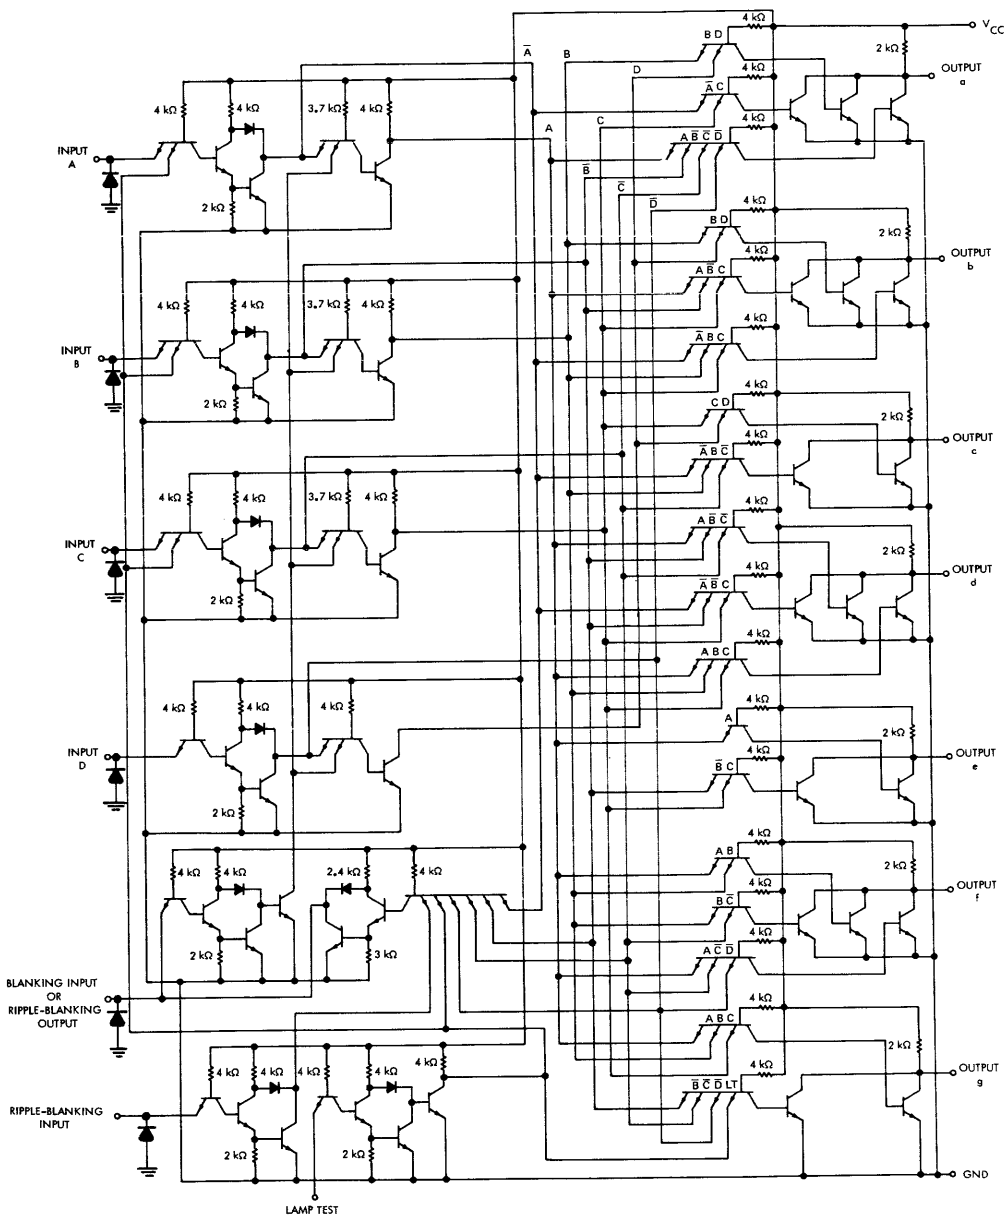 4 kΩ
V_CC
B D
2 kΩ
A̅
B
D
4 kΩ
OUTPUT
a
A̅ C
4 kΩ 4 kΩ 3.7 kΩ 4 kΩ
C
4 kΩ
A
A B̅ C̅ D̅
INPUT
A
B̅
C̅
2 kΩ
D̅
4 kΩ
B D
2 kΩ
4 kΩ
OUTPUT
b
A B̅ C
4 kΩ 4 kΩ 3.7 kΩ 4 kΩ
4 kΩ
A̅ B C
INPUT
B
2 kΩ
4 kΩ
C D
2 kΩ
4 kΩ
OUTPUT
c
A̅ B C̅
4 kΩ 4 kΩ 3.7 kΩ 4 kΩ
4 kΩ
A B̅ C̅
2 kΩ
INPUT
C
4 kΩ
OUTPUT
d
A̅ B̅ C
2 kΩ
4 kΩ
A B C
4 kΩ 4 kΩ 4 kΩ
4 kΩ
A
2 kΩ
INPUT
D
4 kΩ
OUTPUT
e
B̅ C
2 kΩ
4 kΩ
A B
4 kΩ 4 kΩ 2.4 kΩ 4 kΩ
2 kΩ
4 kΩ
OUTPUT
f
B C̅
4 kΩ
2 kΩ 3 kΩ
A C̅ D̅
BLANKING INPUT
OR
RIPPLE-BLANKING
OUTPUT
4 kΩ
A B C
2 kΩ
4 kΩ 4 kΩ 4 kΩ 4 kΩ 4 kΩ
4 kΩ
OUTPUT
g
B̅ C̅ D̅ LT
RIPPLE-BLANKING
INPUT
2 kΩ 2 kΩ
GND
LAMP TEST